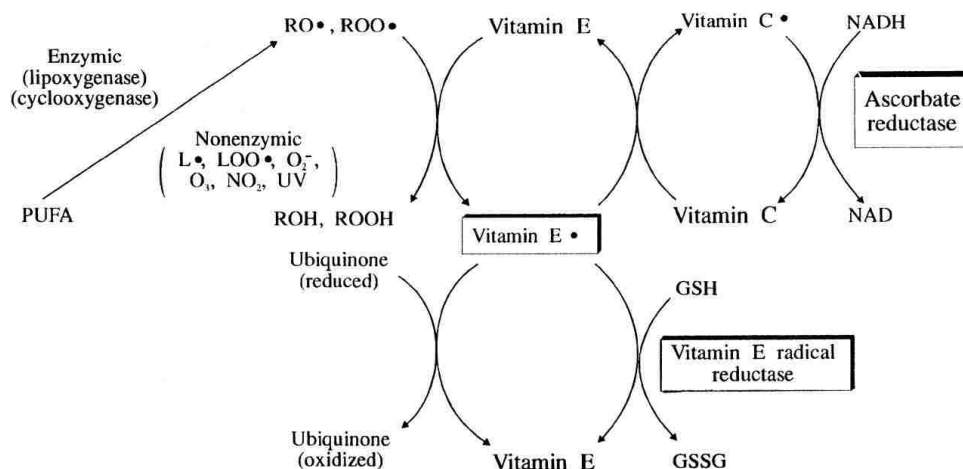 RO•, ROO•
Vitamin E
Vitamin C •
NADH
Enzymic
(lipoxygenase)
(cyclooxygenase)
Ascorbate
reductase
Nonenzymic
( L•, LOO•, O₂⁻,
O₃, NO₂, UV )
PUFA
ROH, ROOH
Vitamin E •
Vitamin C
NAD
Ubiquinone
(reduced)
GSH
Vitamin E radical
reductase
Ubiquinone
(oxidized)
Vitamin E
GSSG